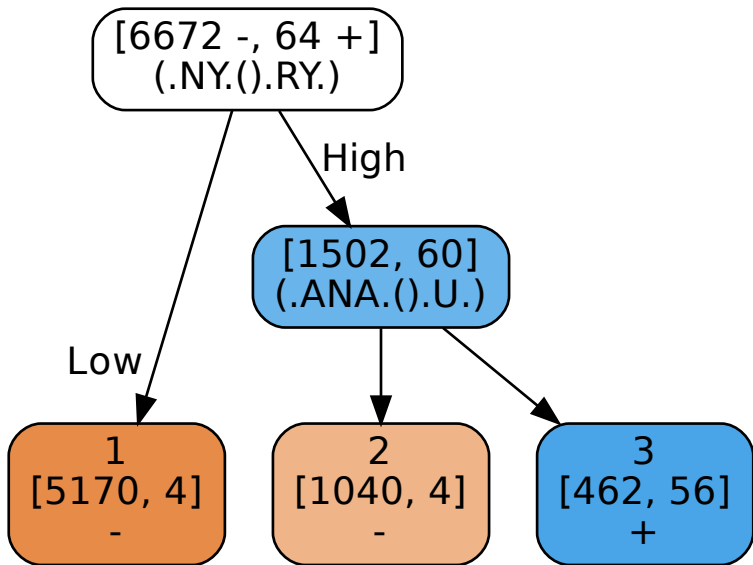 [6672 -, 64 +]
(.NY.().RY.)
High
[1502, 60]
(.ANA.().U.)
Low
1
[5170, 4]
-
2
[1040, 4]
-
3
[462, 56]
+